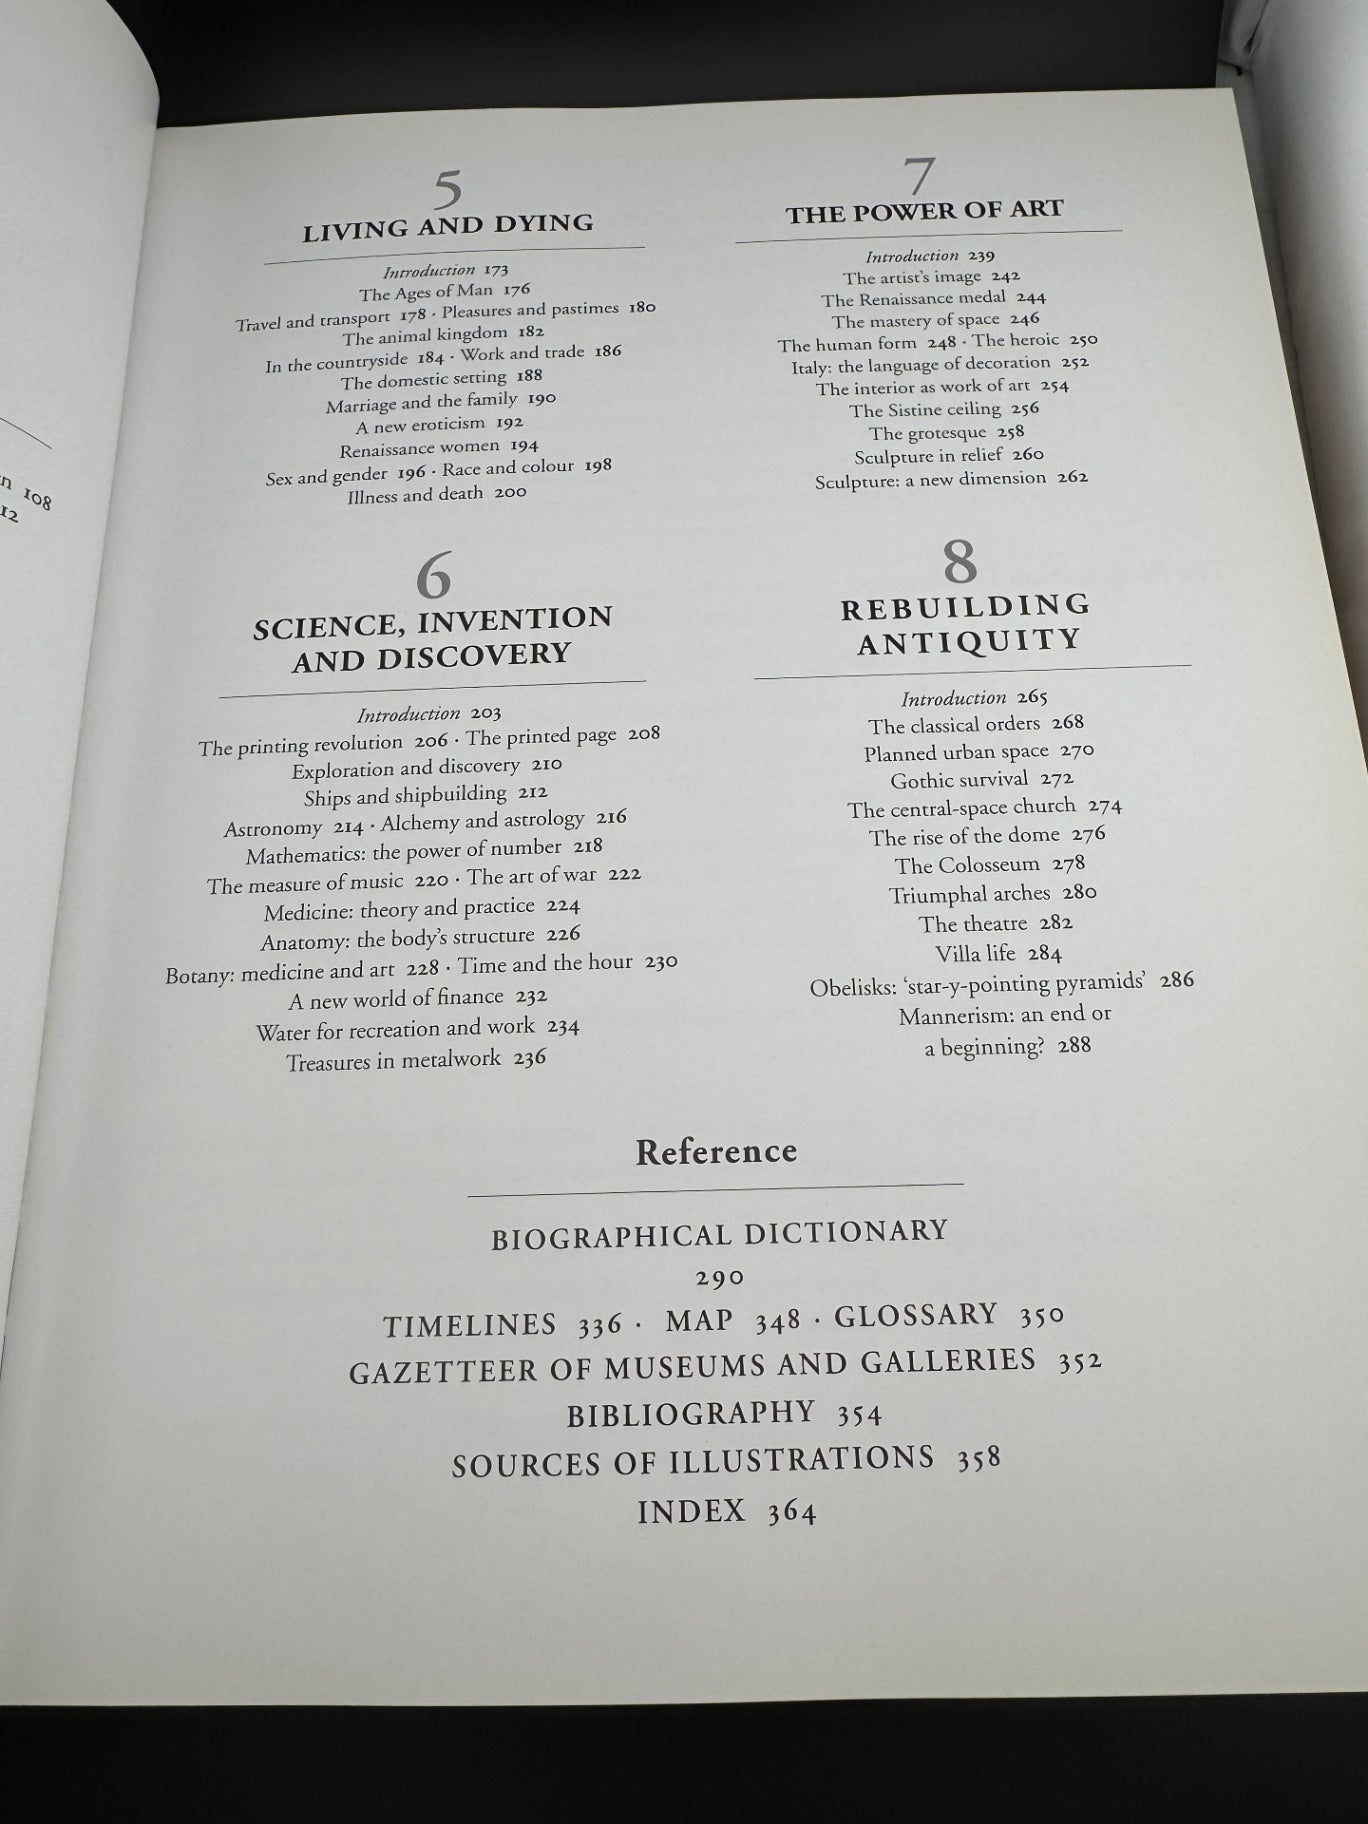 n 108
12
5
LIVING AND DYING
Introduction 173
The Ages of Man 176
Travel and transport 178 · Pleasures and pastimes 180
The animal kingdom 182
In the countryside 184 · Work and trade 186
The domestic setting 188
Marriage and the family 190
A new eroticism 192
Renaissance women 194
Sex and gender 196 · Race and colour 198
Illness and death 200
6
SCIENCE, INVENTION
AND DISCOVERY
Introduction 203
The printing revolution 206 · The printed page 208
Exploration and discovery 210
Ships and shipbuilding 212
Astronomy 214 · Alchemy and astrology 216
Mathematics: the power of number 218
The measure of music 220 · The art of war 222
Medicine: theory and practice 224
Anatomy: the body's structure 226
Botany: medicine and art 228 · Time and the hour 230
A new world of finance 232
Water for recreation and work 234
Treasures in metalwork 236
7
THE POWER OF ART
Introduction 239
The artist's image 242
The Renaissance medal 244
The mastery of space 246
The human form 248 · The heroic 250
Italy: the language of decoration 252
The interior as work of art 254
The Sistine ceiling 256
The grotesque 258
Sculpture in relief 260
Sculpture: a new dimension 262
8
REBUILDING
ANTIQUITY
Introduction 265
The classical orders 268
Planned urban space 270
Gothic survival 272
The central-space church 274
The rise of the dome 276
The Colosseum 278
Triumphal arches 280
The theatre 282
Villa life 284
Obelisks: 'star-y-pointing pyramids' 286
Mannerism: an end or
a beginning? 288
Reference
BIOGRAPHICAL DICTIONARY
290
TIMELINES 336 · MAP 348 · GLOSSARY 350
GAZETTEER OF MUSEUMS AND GALLERIES 352
BIBLIOGRAPHY 354
SOURCES OF ILLUSTRATIONS 358
INDEX 364